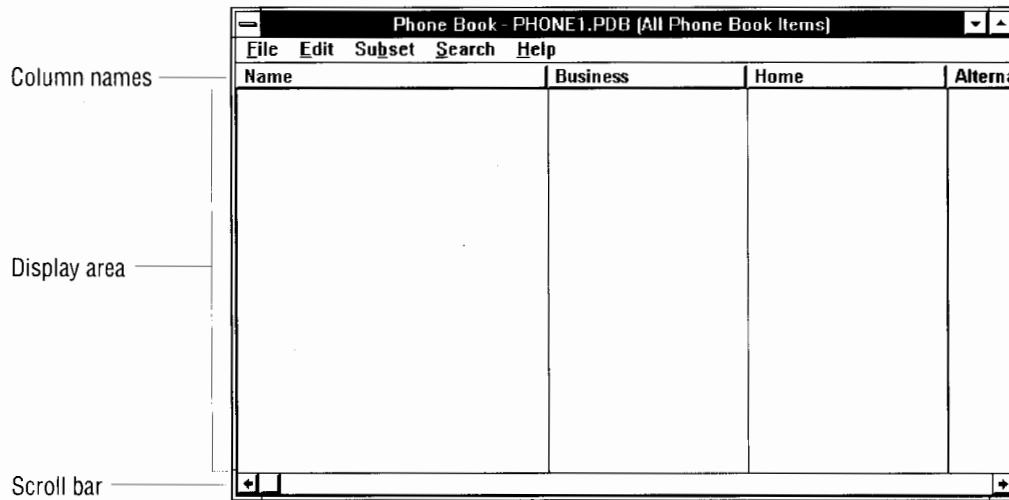 Phone Book - PHONE1.PDB (All Phone Book Items)
File Edit Subset Search Help
Column names
Name Business Home Alterna
Display area
Scroll bar